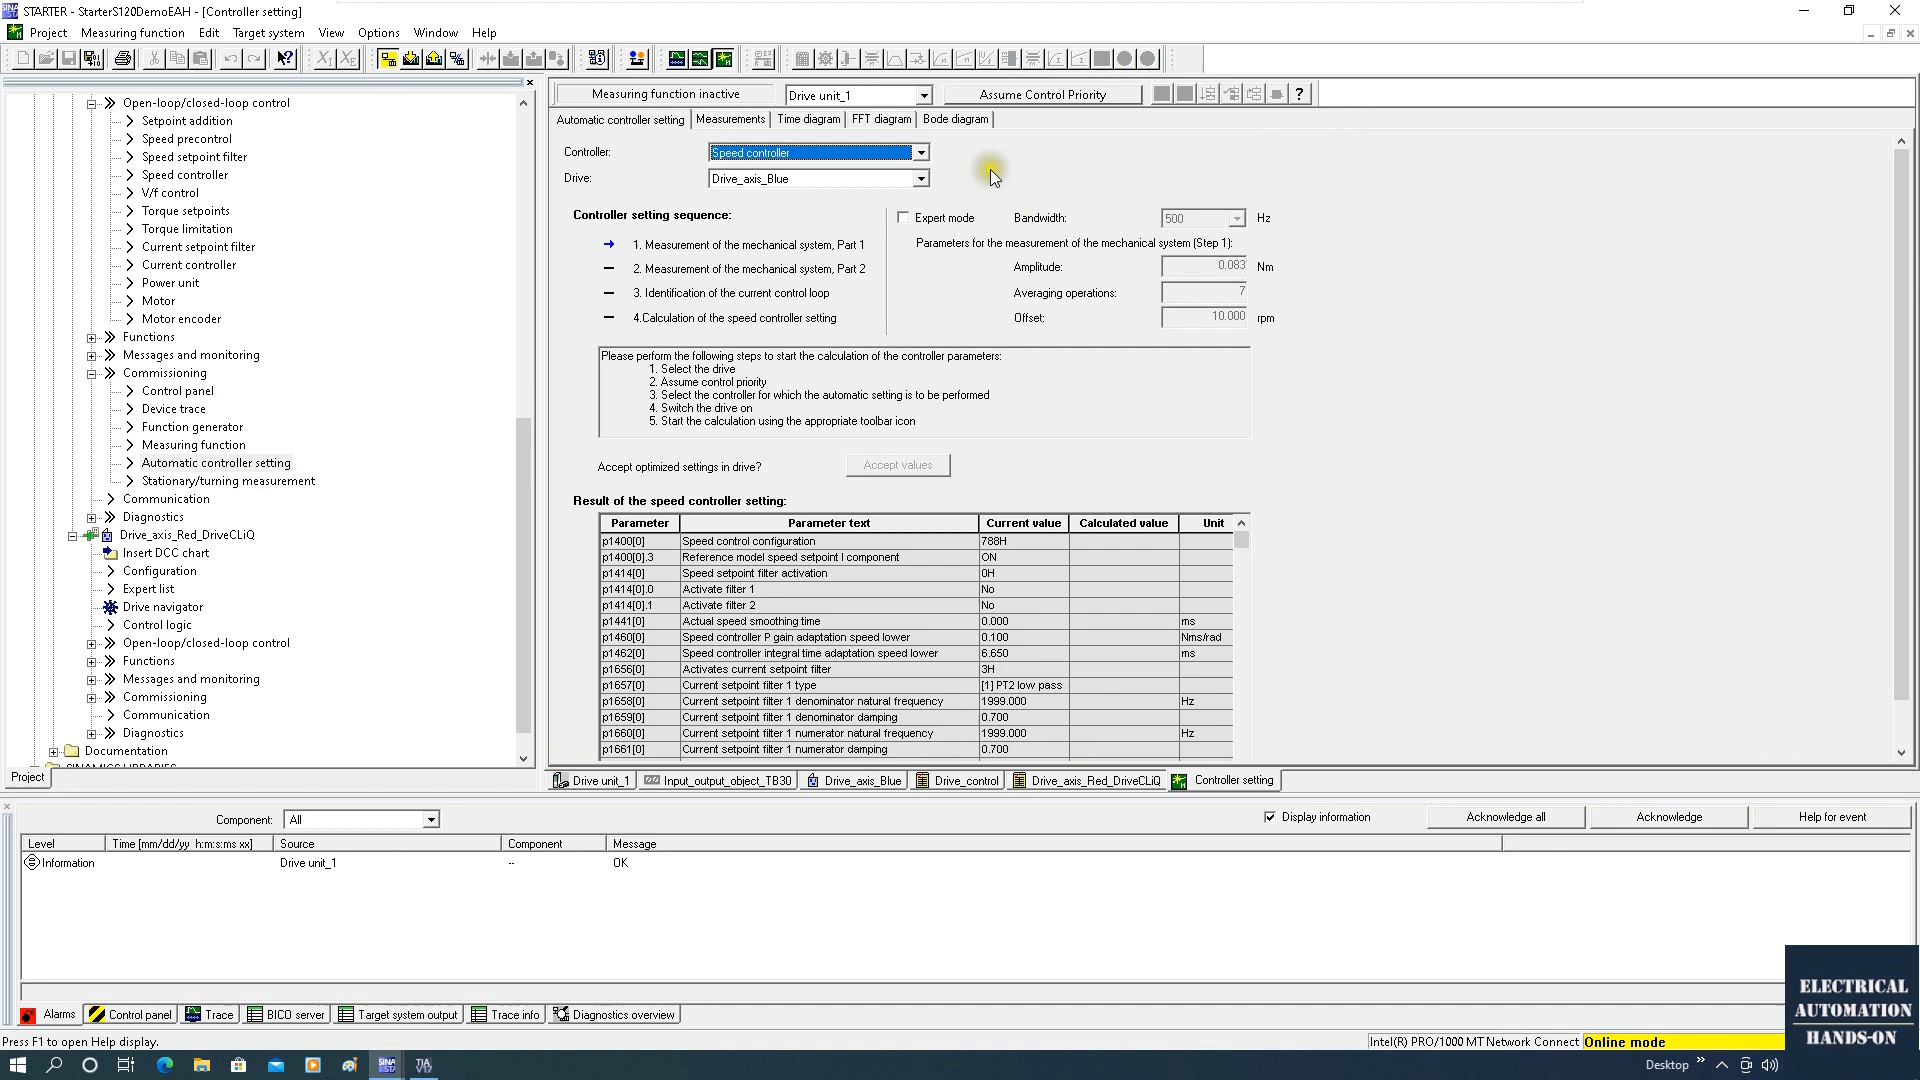 STARTER - StarterS120DemoEAH - [Controller setting]
Project Measuring function Edit Target system View Options Window Help
Open-loop/closed-loop control
Setpoint addition
Speed precontrol
Speed setpoint filter
Speed controller
V/f control
Torque setpoints
Torque limitation
Current setpoint filter
Current controller
Power unit
Motor
Motor encoder
Functions
Messages and monitoring
Commissioning
Control panel
Device trace
Function generator
Measuring function
Automatic controller setting
Stationary/turning measurement
Communication
Diagnostics
Drive_axis_Red_DriveCLiQ
Insert DCC chart
Configuration
Expert list
Drive navigator
Control logic
Open-loop/closed-loop control
Functions
Messages and monitoring
Commissioning
Communication
Diagnostics
Documentation
SINAMICS LIBRARIES
Project
Measuring function inactive Drive unit_1 Assume Control Priority ?
Automatic controller setting Measurements Time diagram FFT diagram Bode diagram
Controller: Speed controller
Drive: Drive_axis_Blue
Controller setting sequence:
1. Measurement of the mechanical system, Part 1
2. Measurement of the mechanical system, Part 2
3. Identification of the current control loop
4.Calculation of the speed controller setting
Expert mode Bandwidth: 500 Hz
Parameters for the measurement of the mechanical system (Step 1):
Amplitude: 0.083 Nm
Averaging operations: 7
Offset: 10.000 rpm
Please perform the following steps to start the calculation of the controller parameters:
1. Select the drive
2. Assume control priority
3. Select the controller for which the automatic setting is to be performed
4. Switch the drive on
5. Start the calculation using the appropriate toolbar icon
Accept optimized settings in drive? Accept values
Result of the speed controller setting:
Parameter Parameter text Current value Calculated value Unit
p1400[0] Speed control configuration 788H
p1400[0].3 Reference model speed setpoint I component ON
p1414[0] Speed setpoint filter activation 0H
p1414[0].0 Activate filter 1 No
p1414[0].1 Activate filter 2 No
p1441[0] Actual speed smoothing time 0.000 ms
p1460[0] Speed controller P gain adaptation speed lower 0.100 Nms/rad
p1462[0] Speed controller integral time adaptation speed lower 6.650 ms
p1656[0] Activates current setpoint filter 3H
p1657[0] Current setpoint filter 1 type [1] PT2 low pass
p1658[0] Current setpoint filter 1 denominator natural frequency 1999.000 Hz
p1659[0] Current setpoint filter 1 denominator damping 0.700
p1660[0] Current setpoint filter 1 numerator natural frequency 1999.000 Hz
p1661[0] Current setpoint filter 1 numerator damping 0.700
Drive unit_1 Input_output_object_TB30 Drive_axis_Blue Drive_control Drive_axis_Red_DriveCLiQ Controller setting
Component: All Display information Acknowledge all Acknowledge Help for event
Level Time [mm/dd/yy h:m:s:ms xx] Source Component Message
Information Drive unit_1 -- OK
Alarms Control panel Trace BICO server Target system output Trace info Diagnostics overview
Press F1 to open Help display. Intel(R) PRO/1000 MT Network Connect Online mode
Desktop
ELECTRICAL
AUTOMATION
HANDS-ON